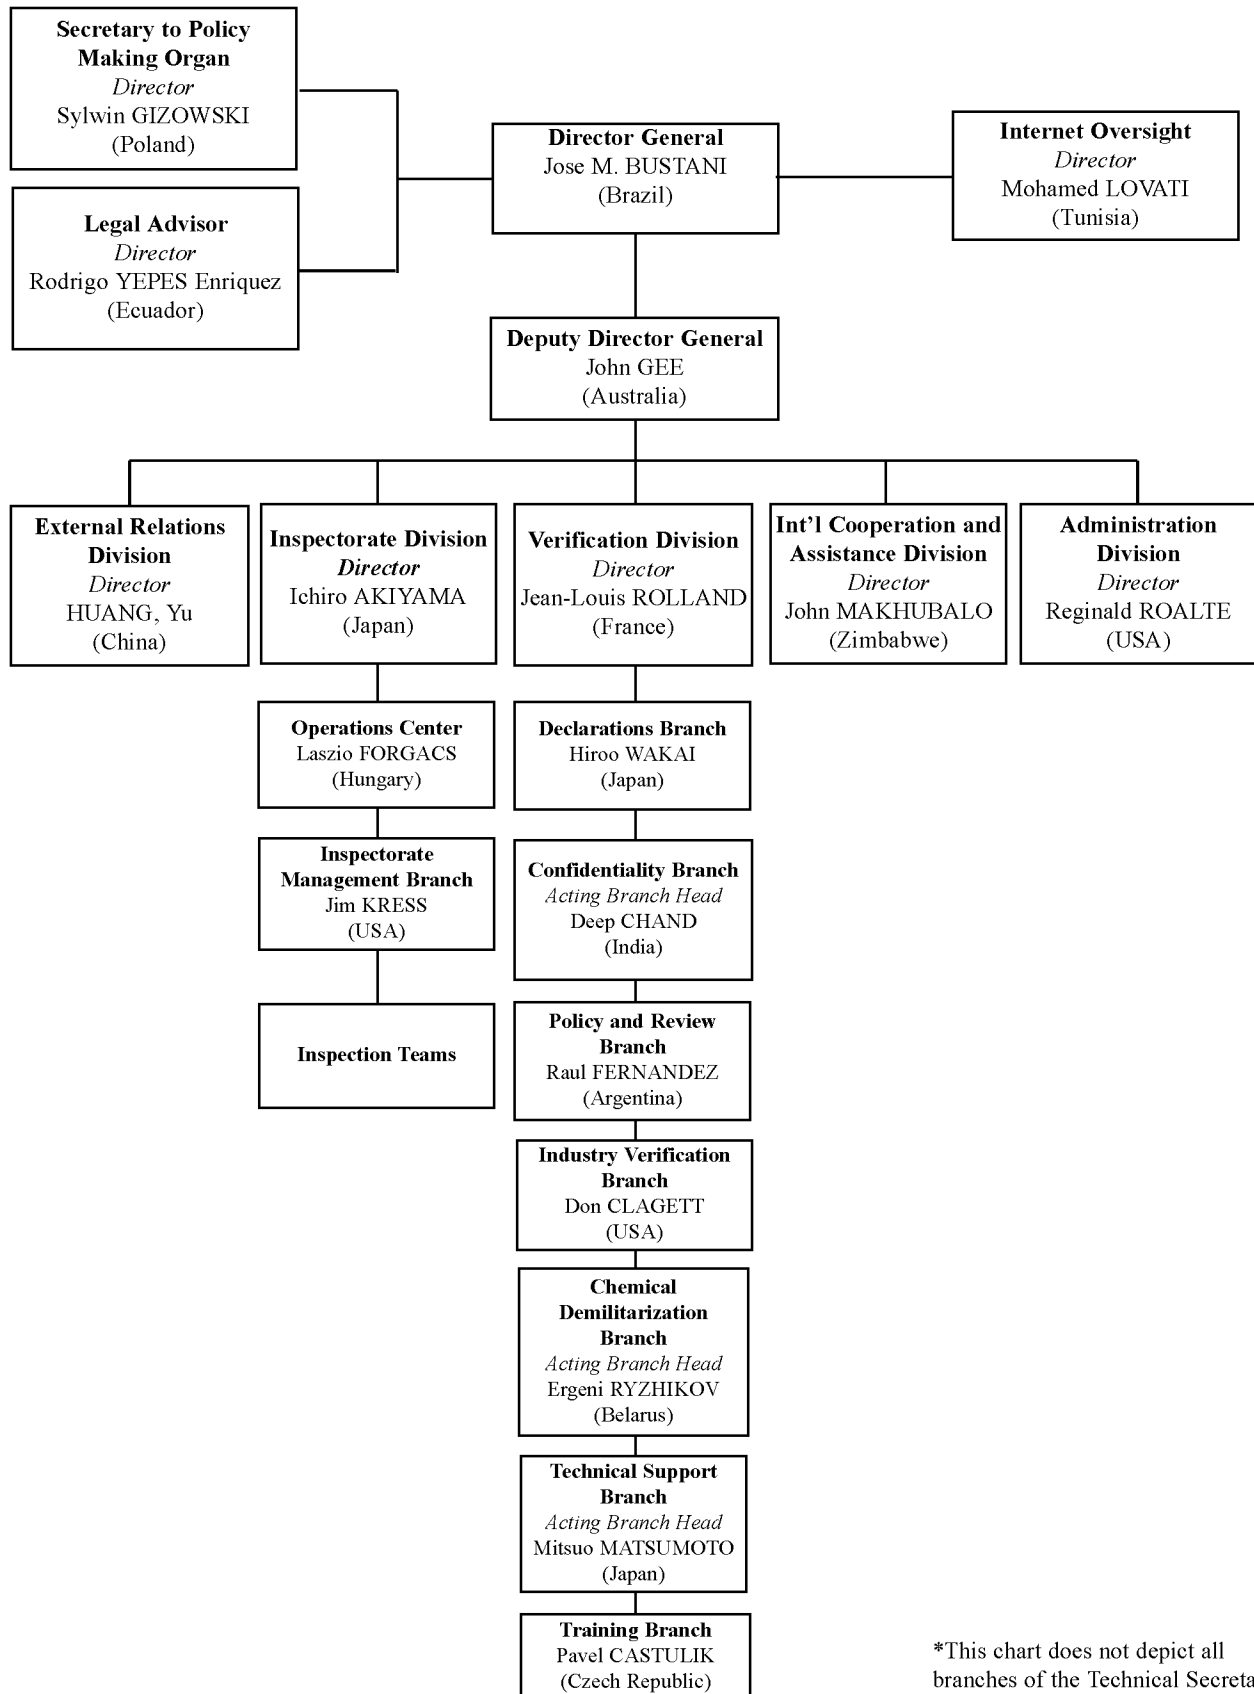 Secretary to Policy
Making Organ
Director
Sylwin GIZOWSKI
(Poland)
Legal Advisor
Director
Rodrigo YEPES Enriquez
(Ecuador)
Director General
Jose M. BUSTANI
(Brazil)
Internet Oversight
Director
Mohamed LOVATI
(Tunisia)
Deputy Director General
John GEE
(Australia)
External Relations
Division
Director
HUANG, Yu
(China)
Inspectorate Division
Director
Ichiro AKIYAMA
(Japan)
Verification Division
Director
Jean-Louis ROLLAND
(France)
Int'l Cooperation and
Assistance Division
Director
John MAKHUBALO
(Zimbabwe)
Administration
Division
Director
Reginald ROALTE
(USA)
Operations Center
Laszio FORGACS
(Hungary)
Inspectorate
Management Branch
Jim KRESS
(USA)
Inspection Teams
Declarations Branch
Hiroo WAKAI
(Japan)
Confidentiality Branch
Acting Branch Head
Deep CHAND
(India)
Policy and Review
Branch
Raul FERNANDEZ
(Argentina)
Industry Verification
Branch
Don CLAGETT
(USA)
Chemical
Demilitarization
Branch
Acting Branch Head
Ergeni RYZHIKOV
(Belarus)
Technical Support
Branch
Acting Branch Head
Mitsuo MATSUMOTO
(Japan)
Training Branch
Pavel CASTULIK
(Czech Republic)
*This chart does not depict all
branches of the Technical Secreta